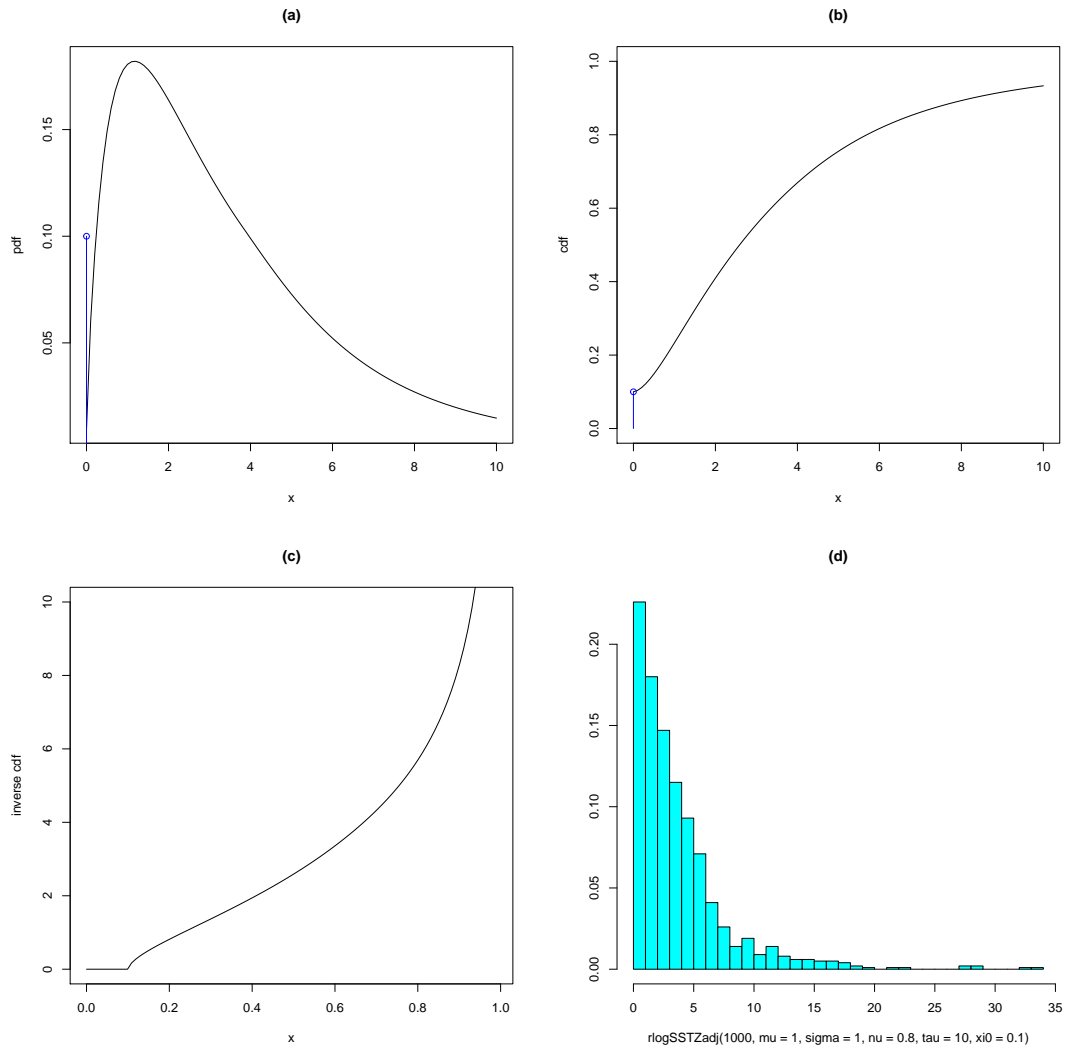 (a)
pdf
0.05 0.10 0.15
0 2 4 6 8 10
x
(b)
cdf
0.0 0.2 0.4 0.6 0.8 1.0
0 2 4 6 8 10
x
(c)
inverse cdf
0 2 4 6 8 10
0.0 0.2 0.4 0.6 0.8 1.0
x
(d)
0.00 0.05 0.10 0.15 0.20
0 5 10 15 20 25 30 35
rlogSSTZadj(1000, mu = 1, sigma = 1, nu = 0.8, tau = 10, xi0 = 0.1)